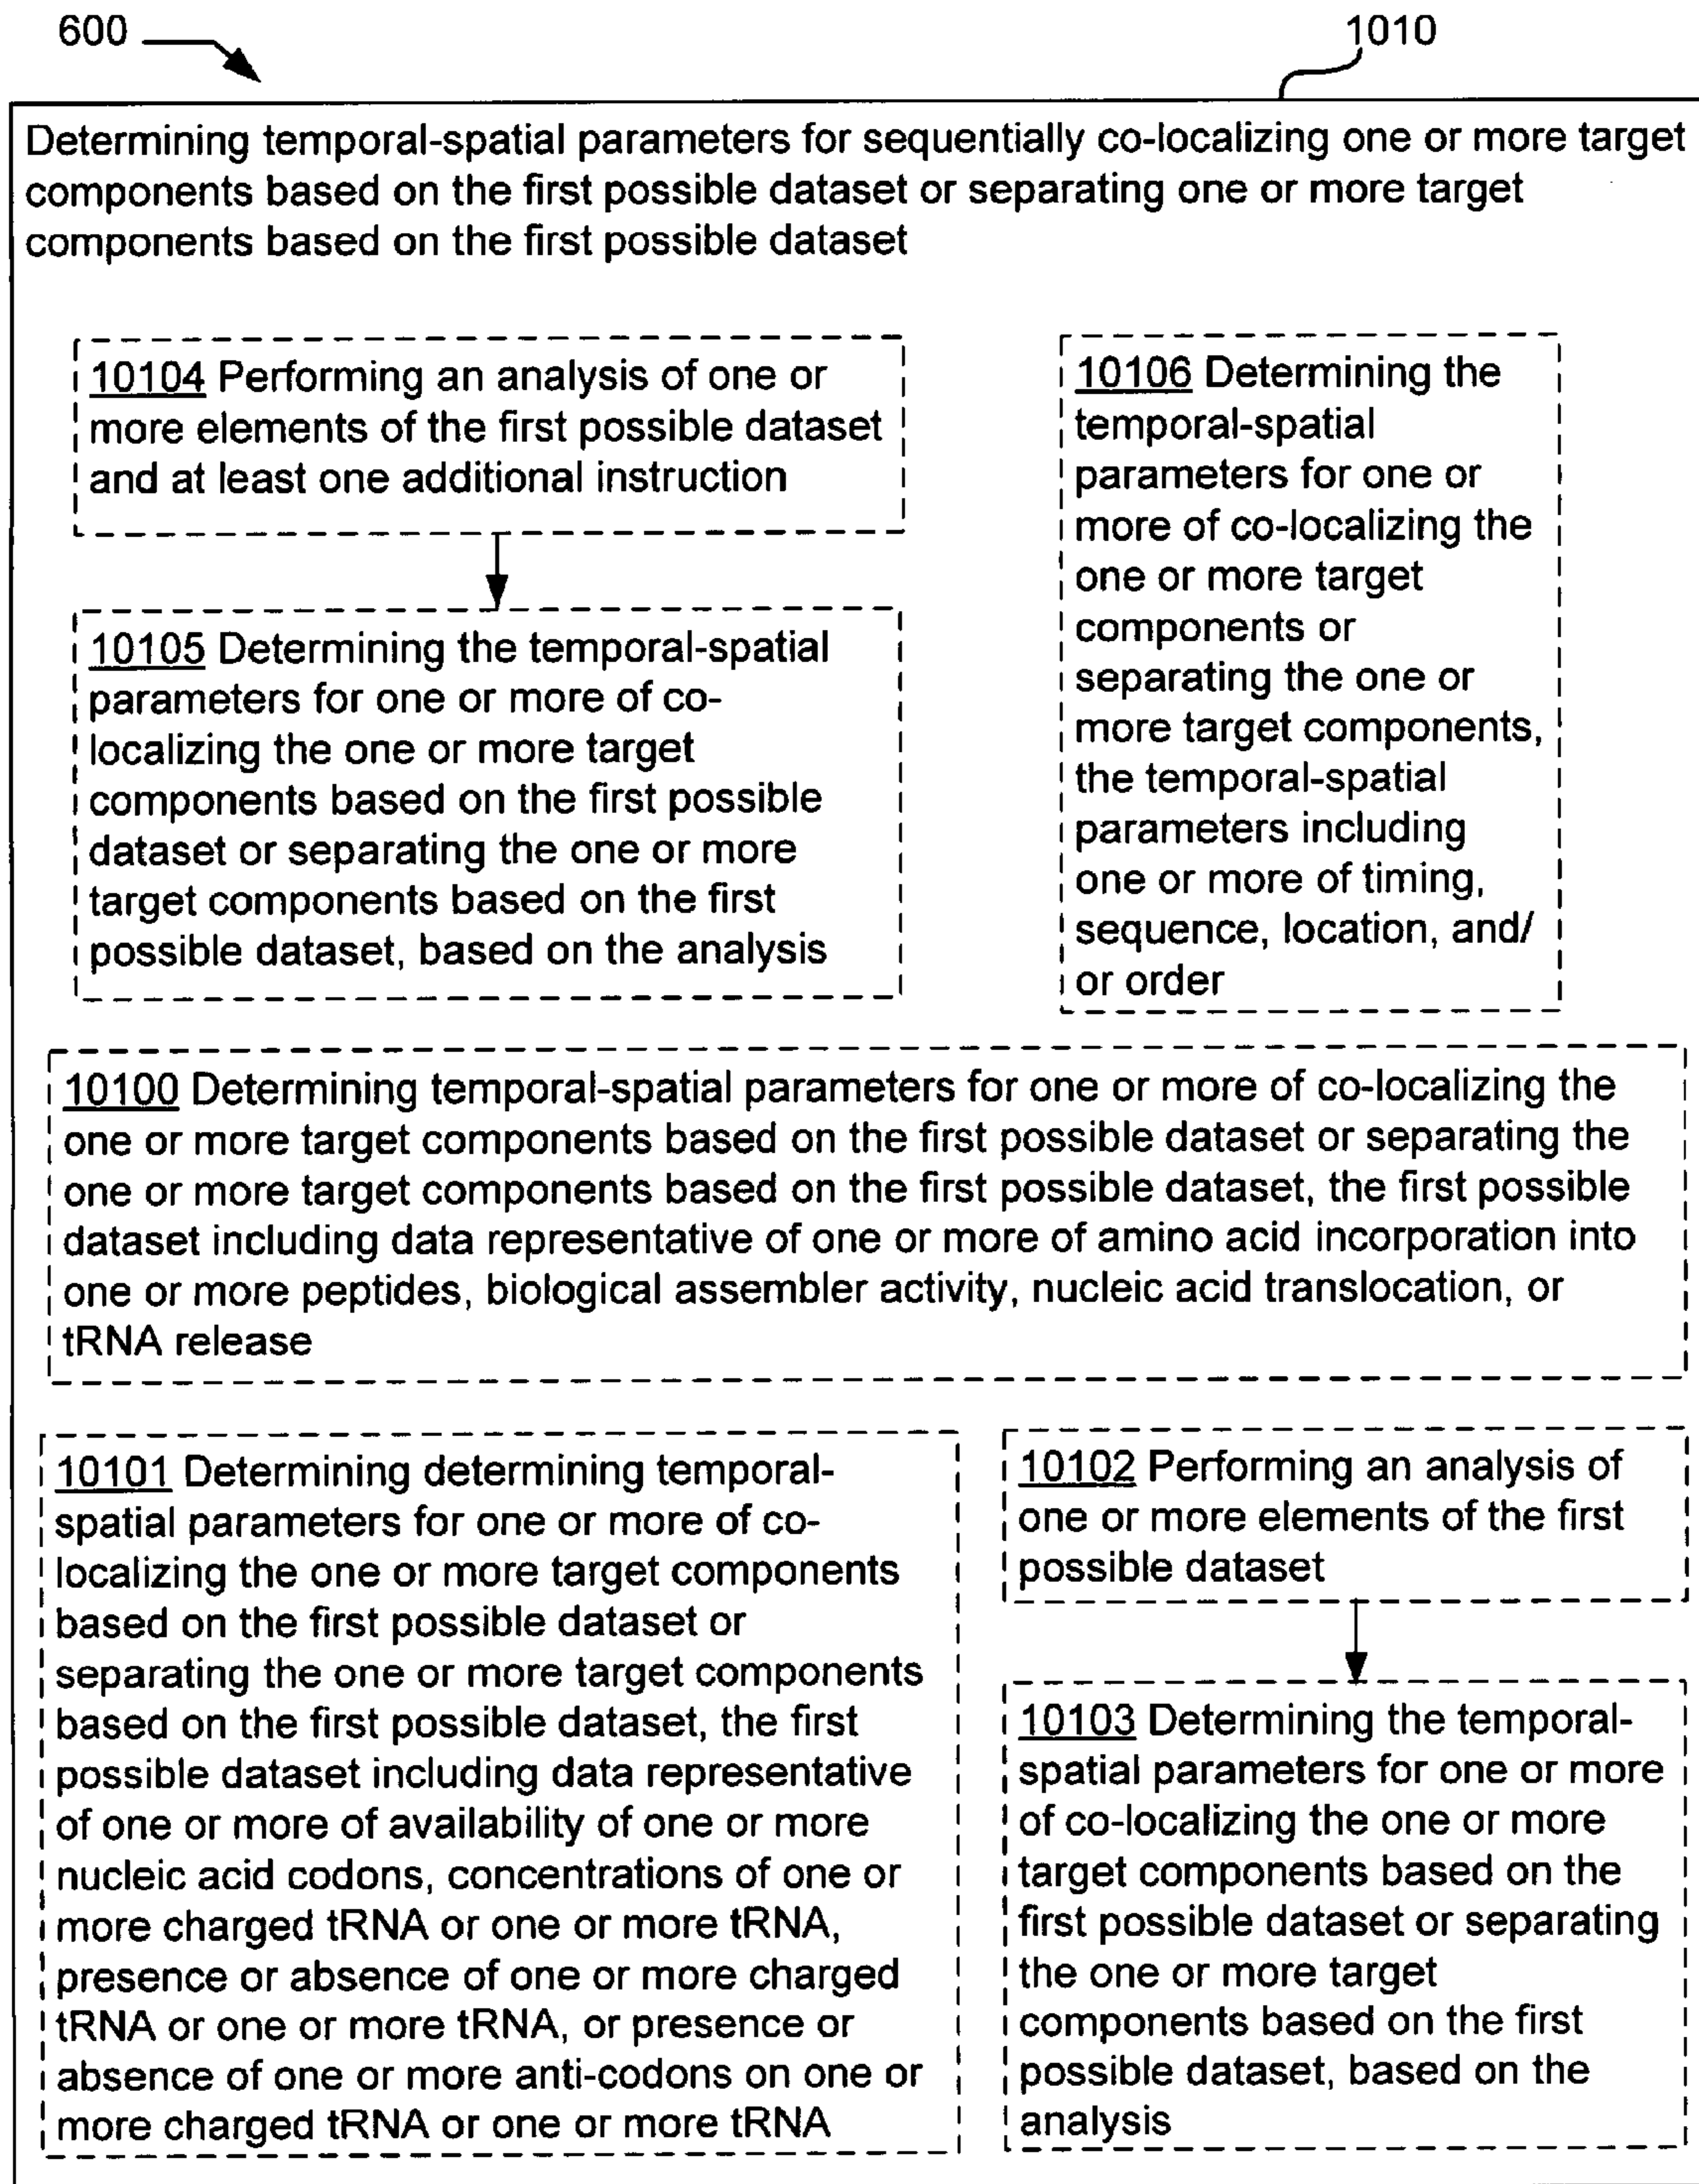 600
1010
Determining temporal-spatial parameters for sequentially co-localizing one or more target
components based on the first possible dataset or separating one or more target
components based on the first possible dataset
10104 Performing an analysis of one or
more elements of the first possible dataset
and at least one additional instruction
10105 Determining the temporal-spatial
parameters for one or more of co-
localizing the one or more target
components based on the first possible
dataset or separating the one or more
target components based on the first
possible dataset, based on the analysis
10106 Determining the
temporal-spatial
parameters for one or
more of co-localizing the
one or more target
components or
separating the one or
more target components,
the temporal-spatial
parameters including
one or more of timing,
sequence, location, and/
or order
10100 Determining temporal-spatial parameters for one or more of co-localizing the
one or more target components based on the first possible dataset or separating the
one or more target components based on the first possible dataset, the first possible
dataset including data representative of one or more of amino acid incorporation into
one or more peptides, biological assembler activity, nucleic acid translocation, or
tRNA release
10101 Determining determining temporal-
spatial parameters for one or more of co-
localizing the one or more target components
based on the first possible dataset or
separating the one or more target components
based on the first possible dataset, the first
possible dataset including data representative
of one or more of availability of one or more
nucleic acid codons, concentrations of one or
more charged tRNA or one or more tRNA,
presence or absence of one or more charged
tRNA or one or more tRNA, or presence or
absence of one or more anti-codons on one or
more charged tRNA or one or more tRNA
10102 Performing an analysis of
one or more elements of the first
possible dataset
10103 Determining the temporal-
spatial parameters for one or more
of co-localizing the one or more
target components based on the
first possible dataset or separating
the one or more target
components based on the first
possible dataset, based on the
analysis